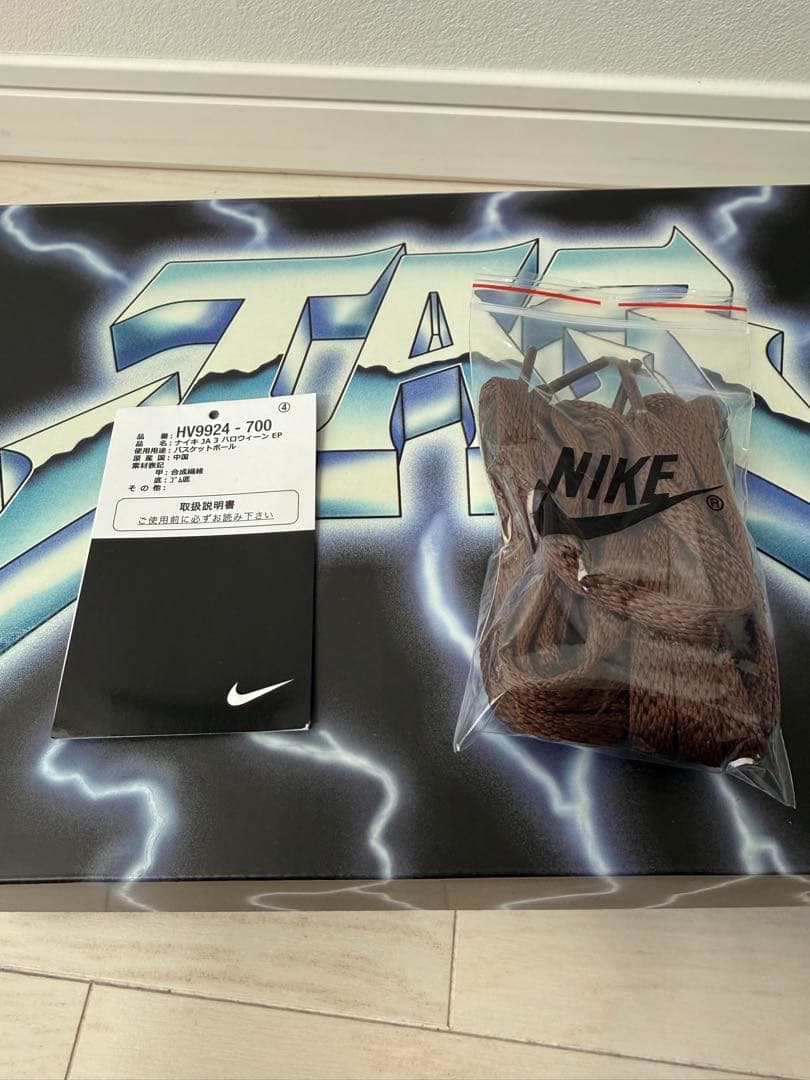 ④
品 番: HV9924 - 700
品 名: ナイキ JA 3 ハロウィーン EP
使用用途: バスケットボール
原 産 国: 中国
素材表記
甲: 合成繊維
底: ｺﾞﾑ底
そ の 他:
取扱説明書
ご使用前に必ずお読み下さい
NIKE
®